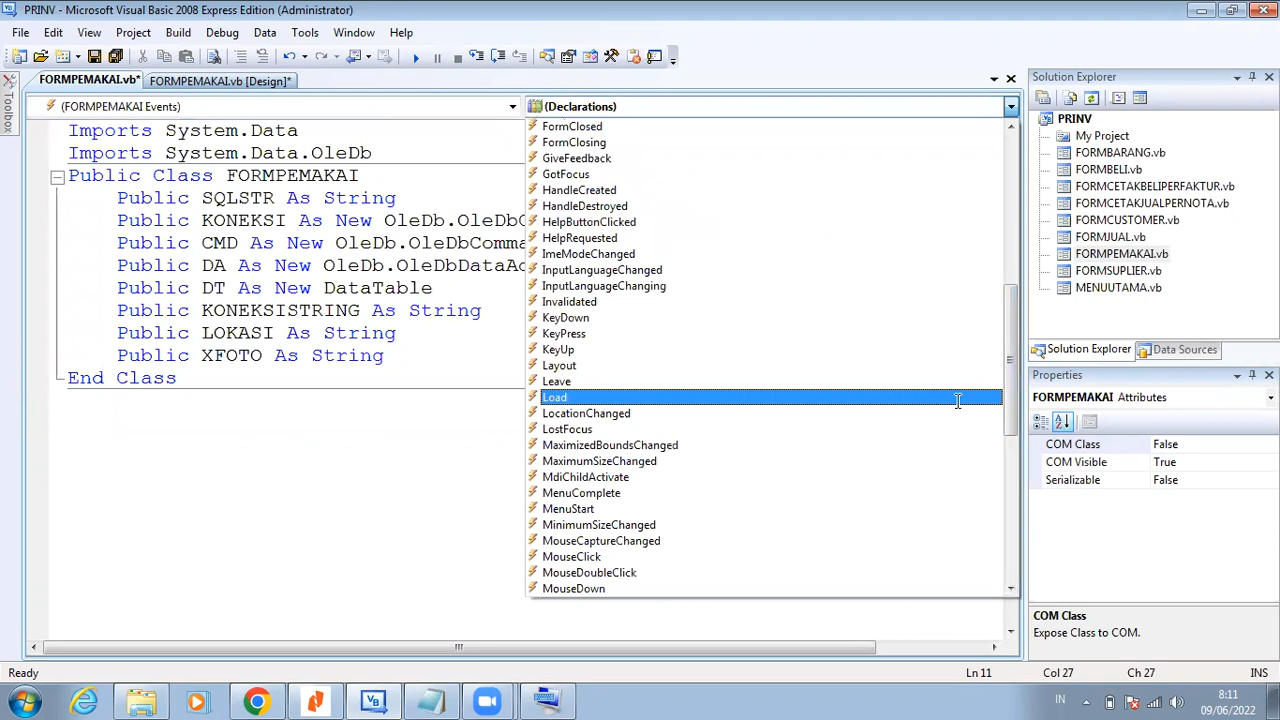 PRINV - Microsoft Visual Basic 2008 Express Edition (Administrator)
File Edit View Project Build Debug Data Tools Window Help
FORMPEMAKAI.vb* FORMPEMAKAI.vb [Design]*
Toolbox
(FORMPEMAKAI Events) (Declarations)
Imports System.Data
Imports System.Data.OleDb
Public Class FORMPEMAKAI
Public SQLSTR As String
Public KONEKSI As New OleDb.OleDbC
Public CMD As New OleDb.OleDbComma
Public DA As New OleDb.OleDbDataAd
Public DT As New DataTable
Public KONEKSISTRING As String
Public LOKASI As String
Public XFOTO As String
End Class
FormClosed
FormClosing
GiveFeedback
GotFocus
HandleCreated
HandleDestroyed
HelpButtonClicked
HelpRequested
ImeModeChanged
InputLanguageChanged
InputLanguageChanging
Invalidated
KeyDown
KeyPress
KeyUp
Layout
Leave
Load
LocationChanged
LostFocus
MaximizedBoundsChanged
MaximumSizeChanged
MdiChildActivate
MenuComplete
MenuStart
MinimumSizeChanged
MouseCaptureChanged
MouseClick
MouseDoubleClick
MouseDown
Solution Explorer
PRINV
My Project
FORMBARANG.vb
FORMBELI.vb
FORMCETAKBELIPERFAKTUR.vb
FORMCETAKJUALPERNOTA.vb
FORMCUSTOMER.vb
FORMJUAL.vb
FORMPEMAKAI.vb
FORMSUPLIER.vb
MENUUTAMA.vb
Solution Explorer Data Sources
Properties
FORMPEMAKAI Attributes
COM Class False
COM Visible True
Serializable False
COM Class
Expose Class to COM.
Ready Ln 11 Col 27 Ch 27 INS
IN 8:11
09/06/2022